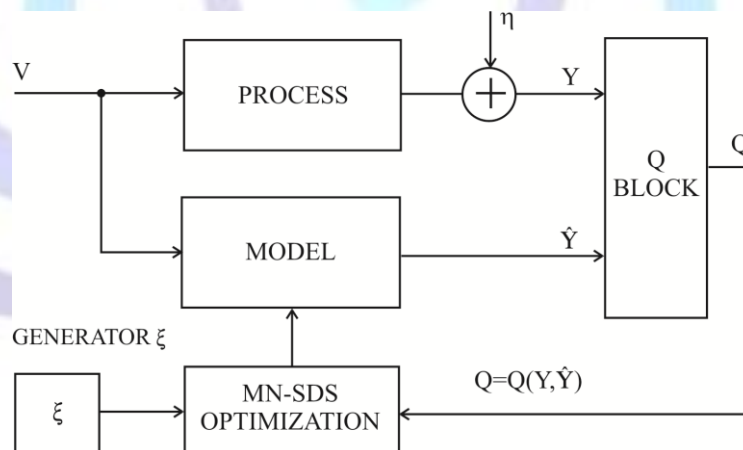 η
V
PROCESS
+
Y
Q
BLOCK
Q
MODEL
Ŷ
GENERATOR ξ
ξ
MN-SDS
OPTIMIZATION
Q=Q(Y,Ŷ)